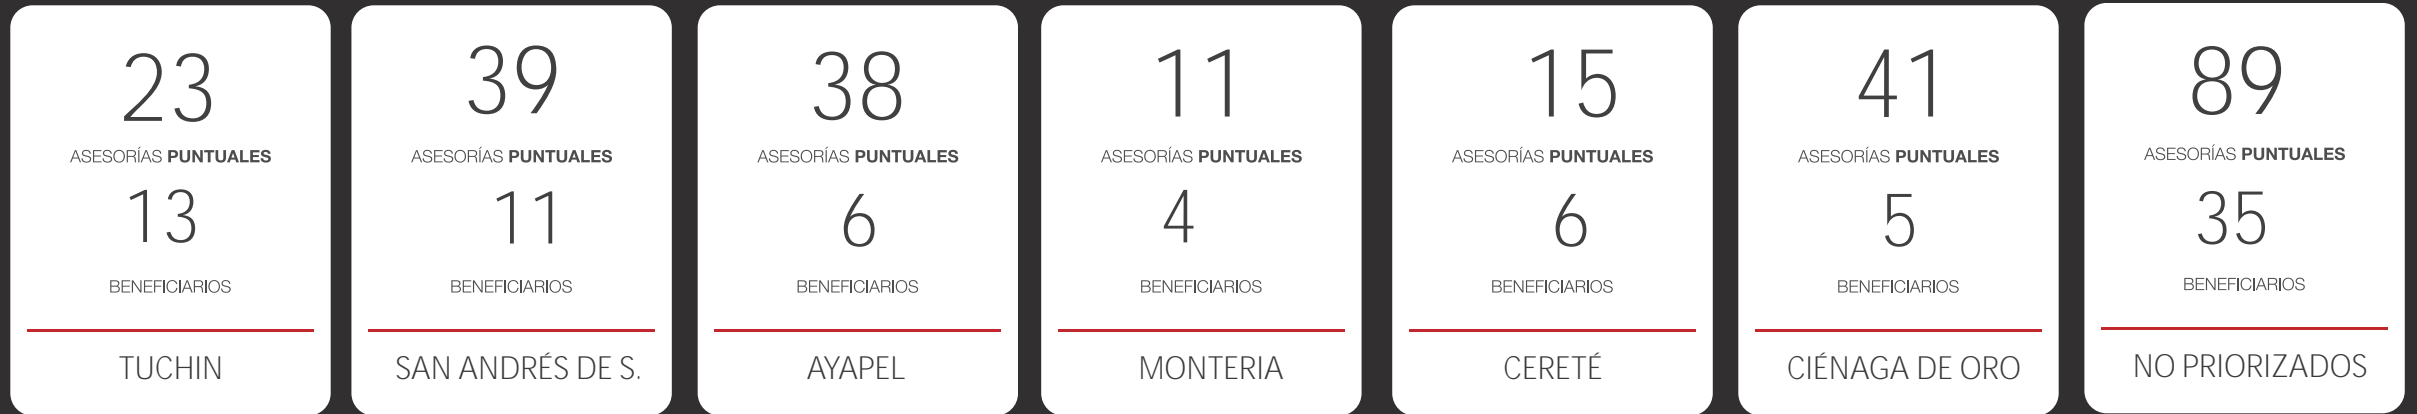 23
ASESORÍAS PUNTUALES
13
BENEFICIARIOS
TUCHIN
39
ASESORÍAS PUNTUALES
11
BENEFICIARIOS
SAN ANDRÉS DE S.
38
ASESORÍAS PUNTUALES
6
BENEFICIARIOS
AYAPEL
11
ASESORÍAS PUNTUALES
4
BENEFICIARIOS
MONTERIA
15
ASESORÍAS PUNTUALES
6
BENEFICIARIOS
CERETÉ
41
ASESORÍAS PUNTUALES
5
BENEFICIARIOS
CIÉNAGA DE ORO
89
ASESORÍAS PUNTUALES
35
BENEFICIARIOS
NO PRIORIZADOS